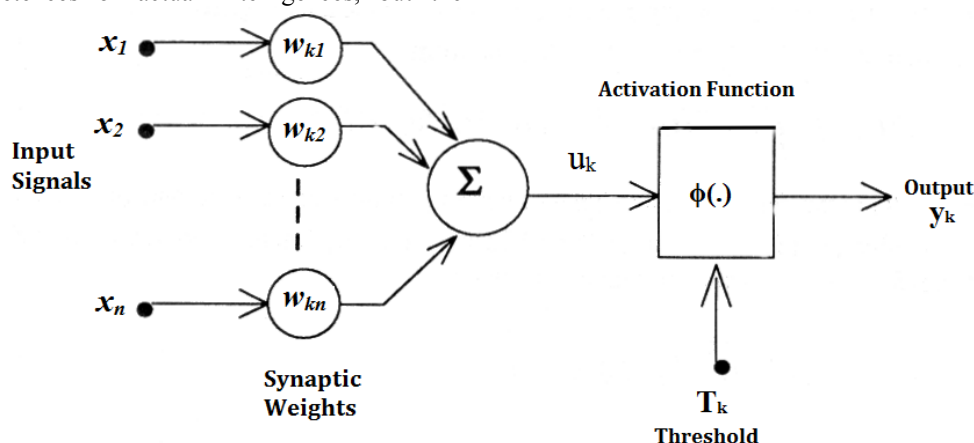 x1
wk1
Activation Function
x2
wk2
Input
Signals
Σ
uk
ϕ(.)
Output
yk
xn
wkn
Synaptic
Weights
Tk
Threshold